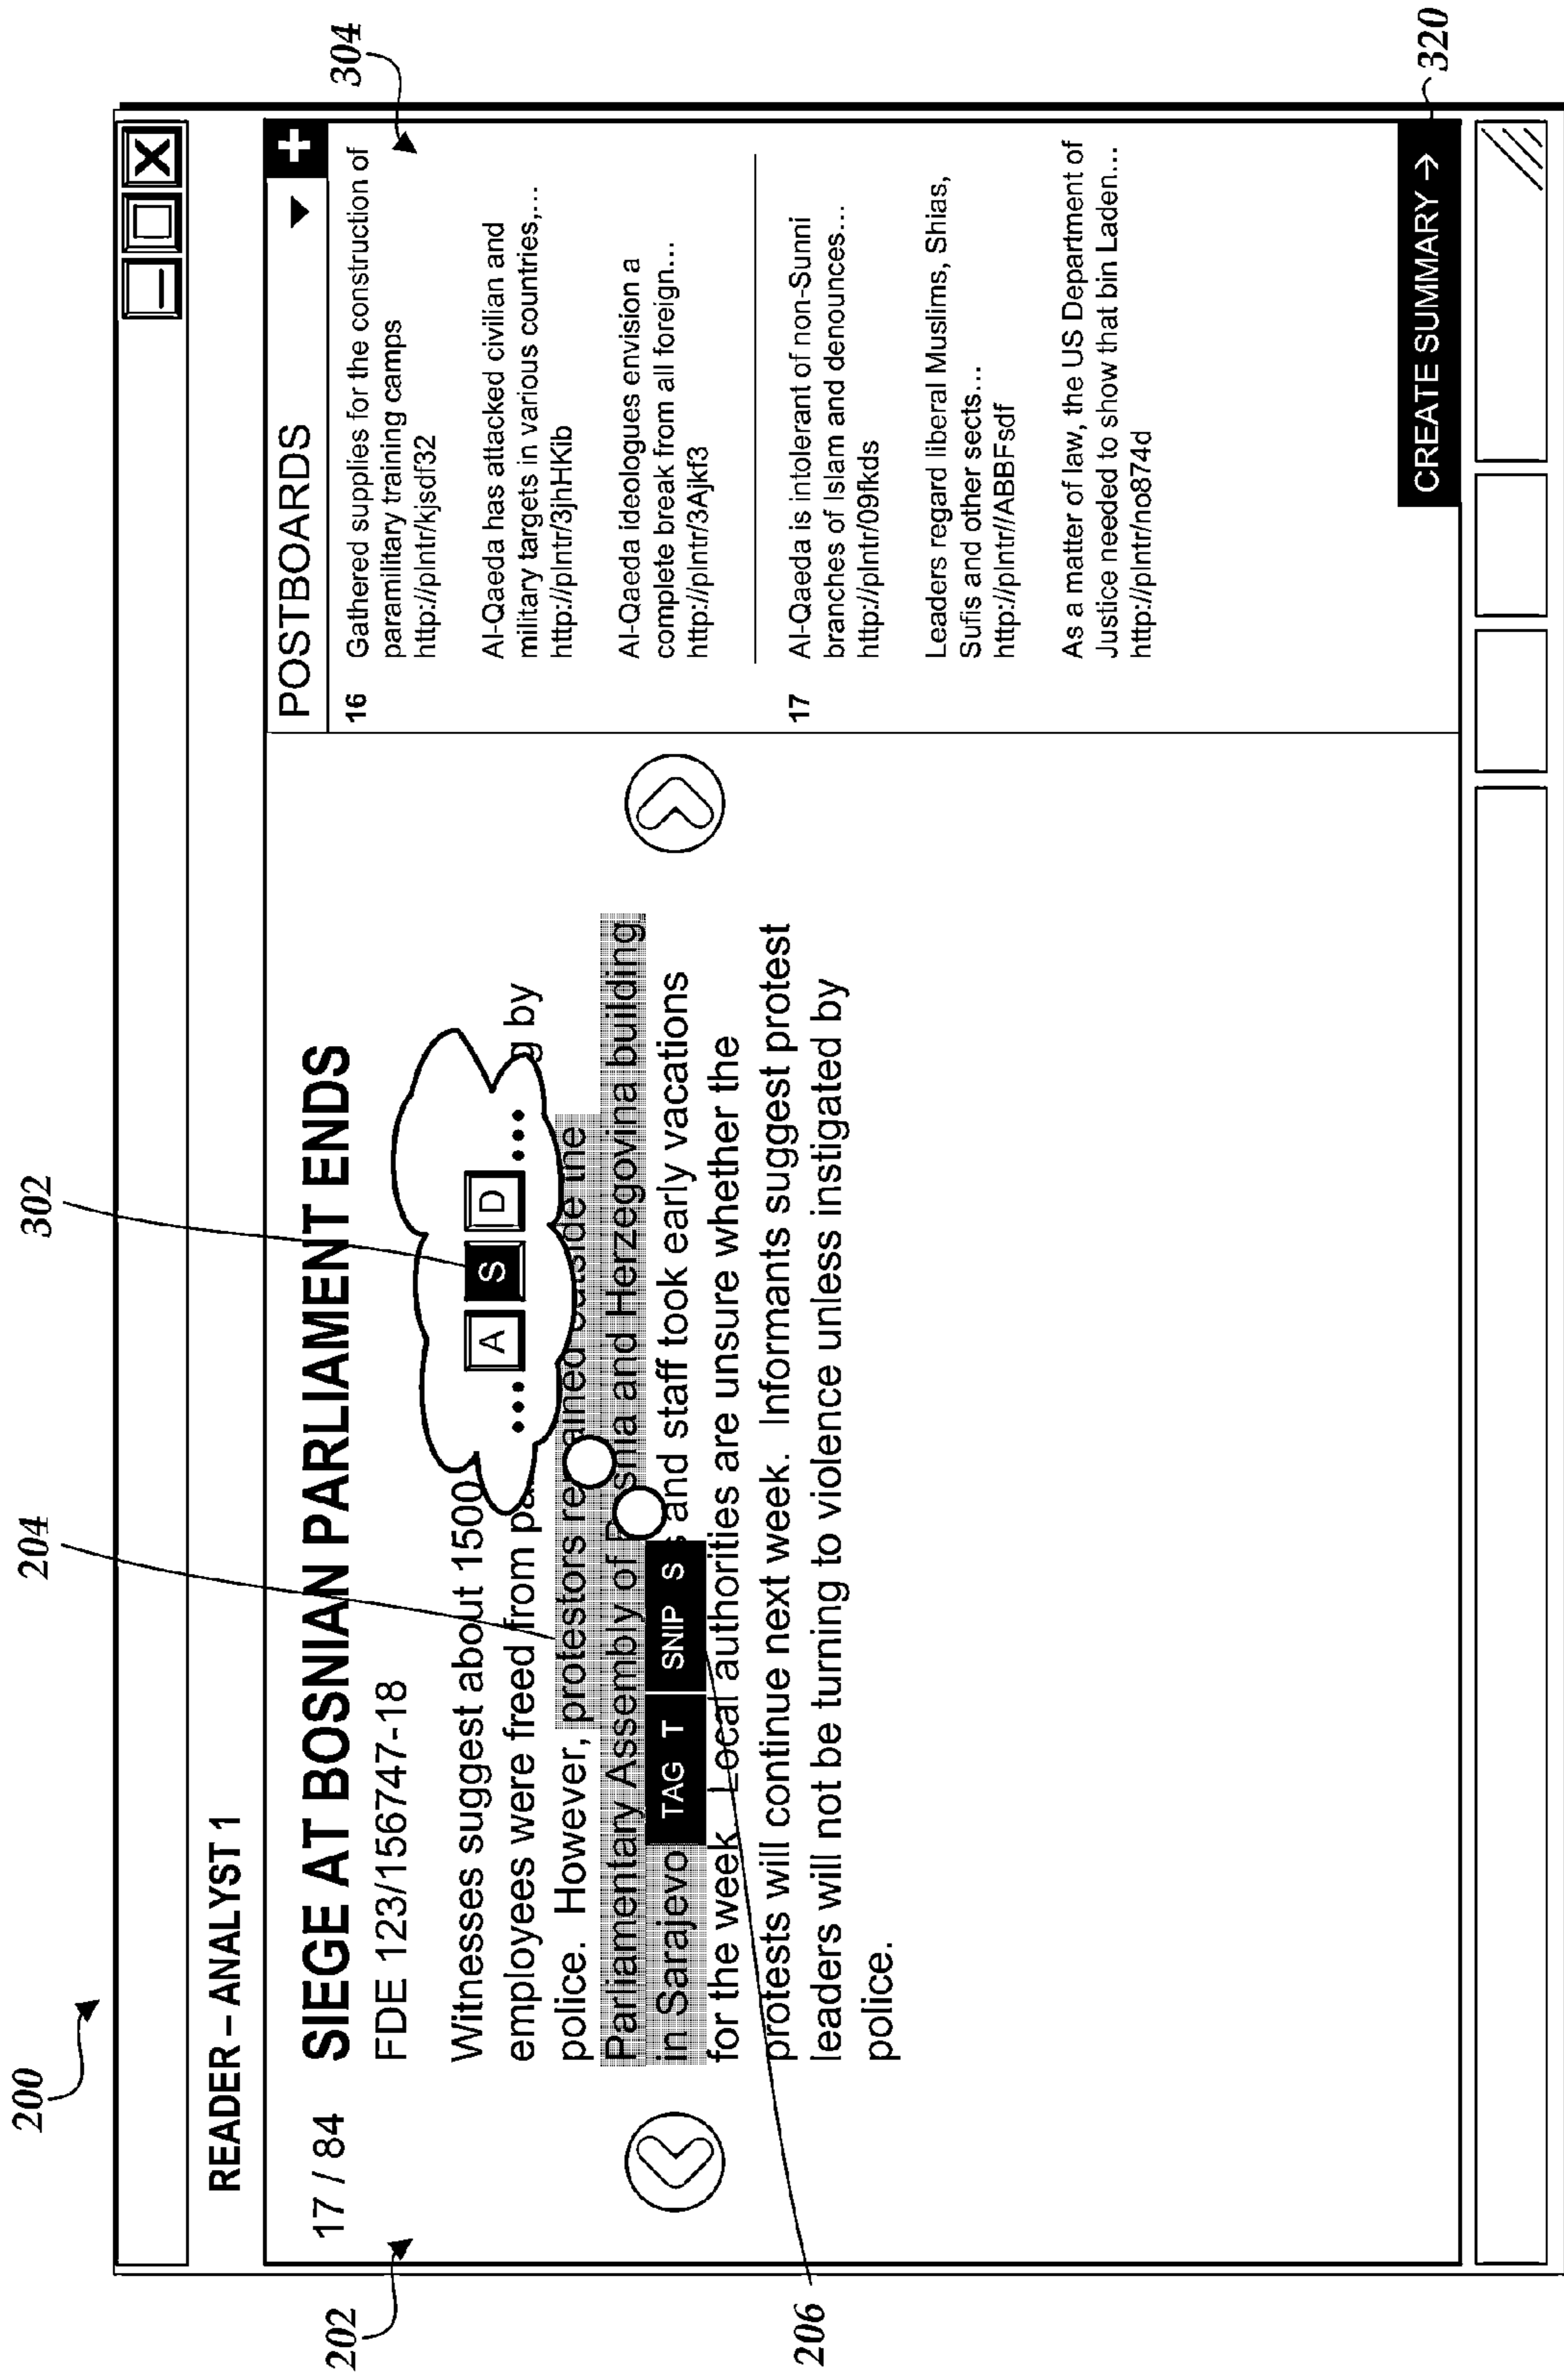 200
READER – ANALYST 1
202
17 / 84
SIEGE AT BOSNIAN PARLIAMENT ENDS
FDE 123/156747-18
204
302
Witnesses suggest about 1500
employees were freed from g by
police. However, protestors outside the
Parliamentary Assembly of and Herzegovina building
in Sarajevo and staff took early vacations
for the week. Local authorities are unsure whether the
protests will continue next week. Informants suggest protest
leaders will not be turning to violence unless instigated by
police.
... A S D ...
TAG T SNIP S
206
POSTBOARDS
+
304
16 Gathered supplies for the construction of
paramilitary training camps
http://plntr/kjsdf32
Al-Qaeda has attacked civilian and
military targets in various countries,...
http://plntr/3jhHKlb
Al-Qaeda ideologues envision a
complete break from all foreign...
http://plntr/3Ajkf3
17 Al-Qaeda is intolerant of non-Sunni
branches of Islam and denounces...
http://plntr/09fkds
Leaders regard liberal Muslims, Shias,
Sufis and other sects...
http://plntr//ABBFsdf
As a matter of law, the US Department of
Justice needed to show that bin Laden...
http://plntr/no874d
CREATE SUMMARY →
320